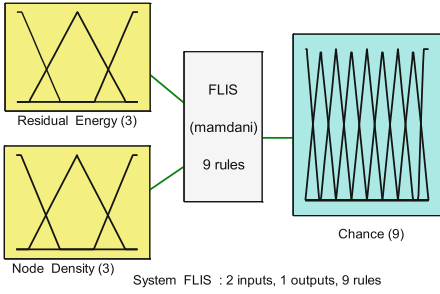 Residual Energy (3)
FLIS
(mamdani)
9 rules
Node Density (3)
Chance (9)
System FLIS : 2 inputs, 1 outputs, 9 rules